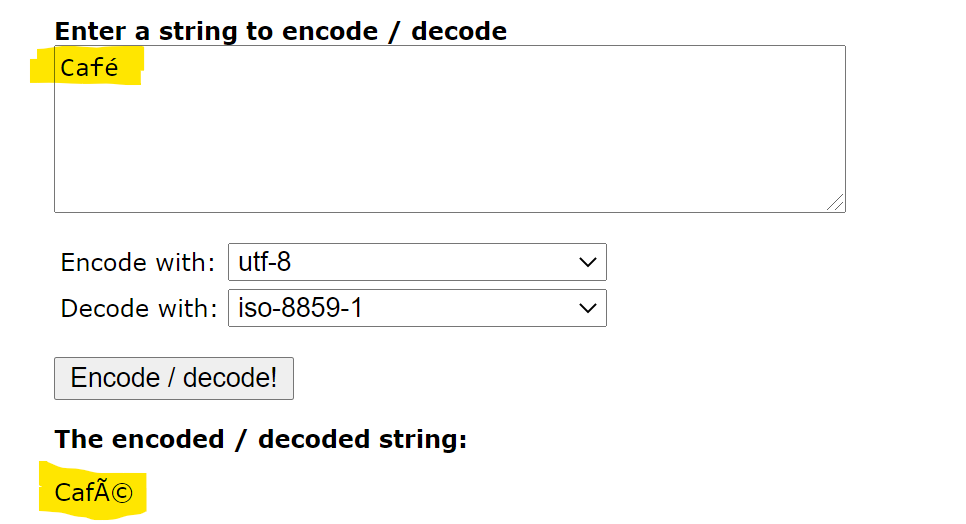 Enter a string to encode / decode
Café
Encode with: utf-8
Decode with: iso-8859-1
Encode / decode!
The encoded / decoded string:
CafÃ©